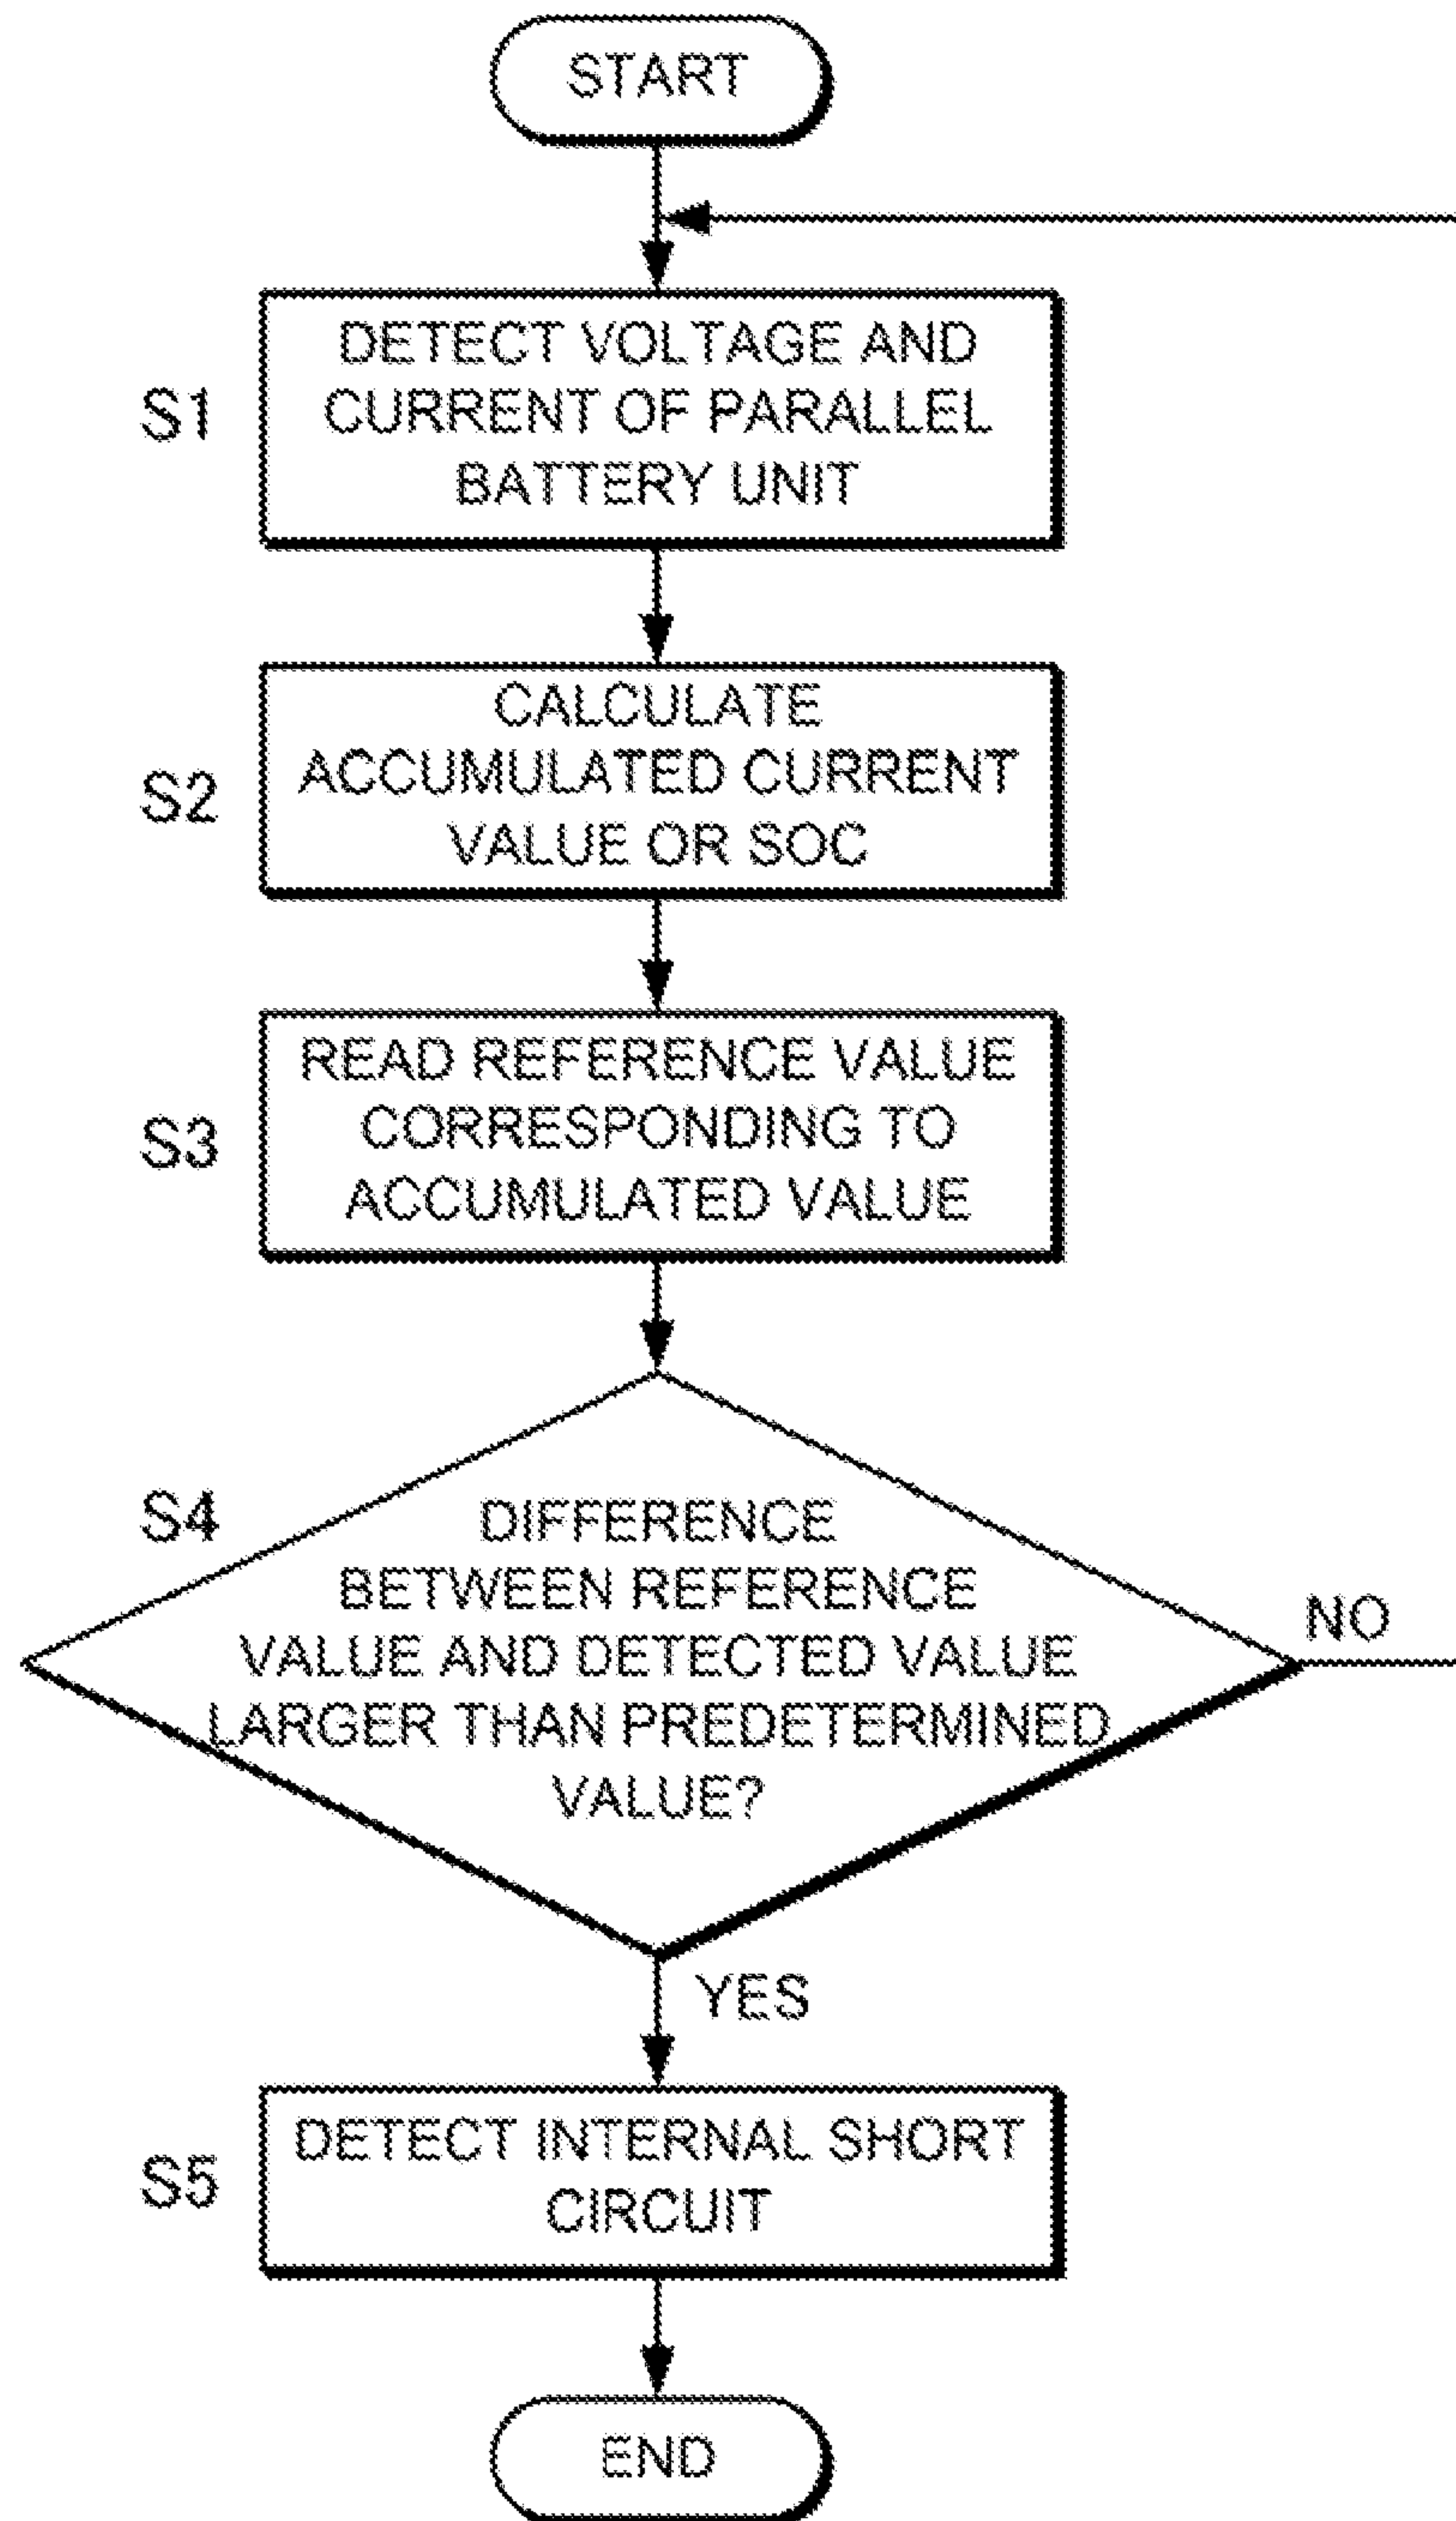 START
S1
DETECT VOLTAGE AND
CURRENT OF PARALLEL
BATTERY UNIT
S2
CALCULATE
ACCUMULATED CURRENT
VALUE OR SOC
S3
READ REFERENCE VALUE
CORRESPONDING TO
ACCUMULATED VALUE
S4
DIFFERENCE
BETWEEN REFERENCE
VALUE AND DETECTED VALUE
LARGER THAN PREDETERMINED
VALUE?
NO
YES
S5
DETECT INTERNAL SHORT
CIRCUIT
END